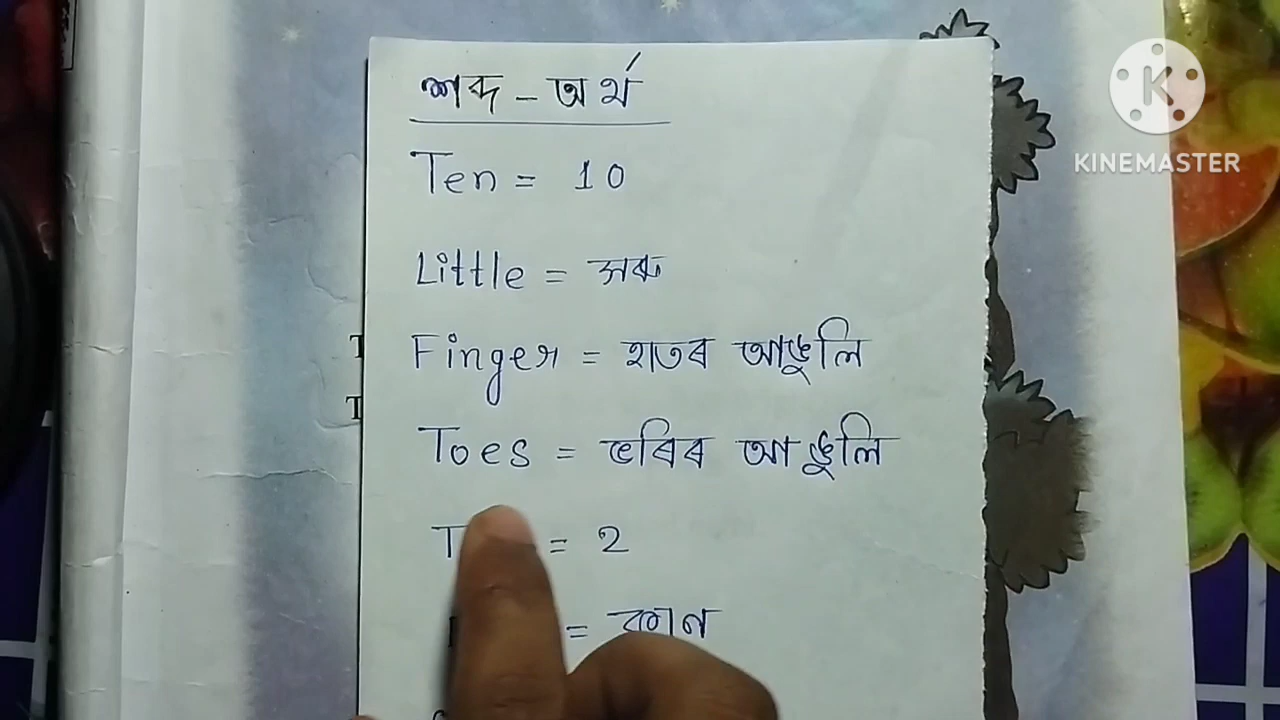 শব্দ - অৰ্থ
Ten = 10
Little = সৰু
Finger = হাতৰ আঙুলি
Toes = ভৰিৰ আঙুলি
= 2
= কাণ
KINEMASTER